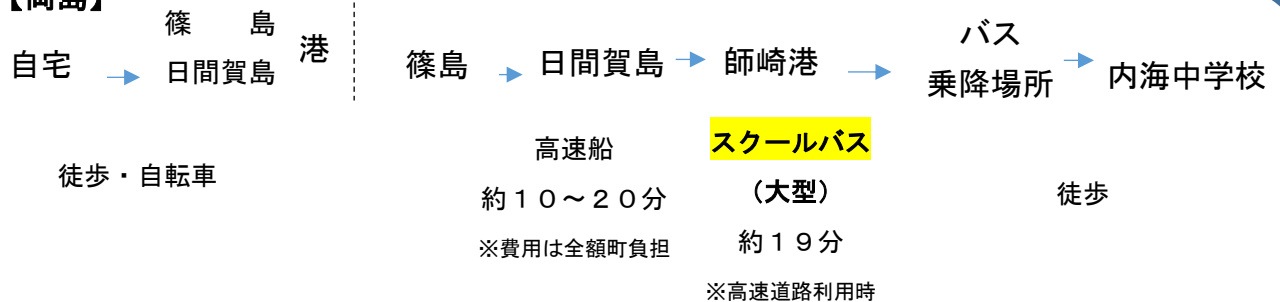 【両島】
自宅 → 篠島 日間賀島 港
篠島 → 日間賀島 → 師崎港 → バス乗降場所 → 内海中学校
徒歩・自転車
高速船
約１０～２０分
※費用は全額町負担
スクールバス
（大型）
約１９分
※高速道路利用時
徒歩